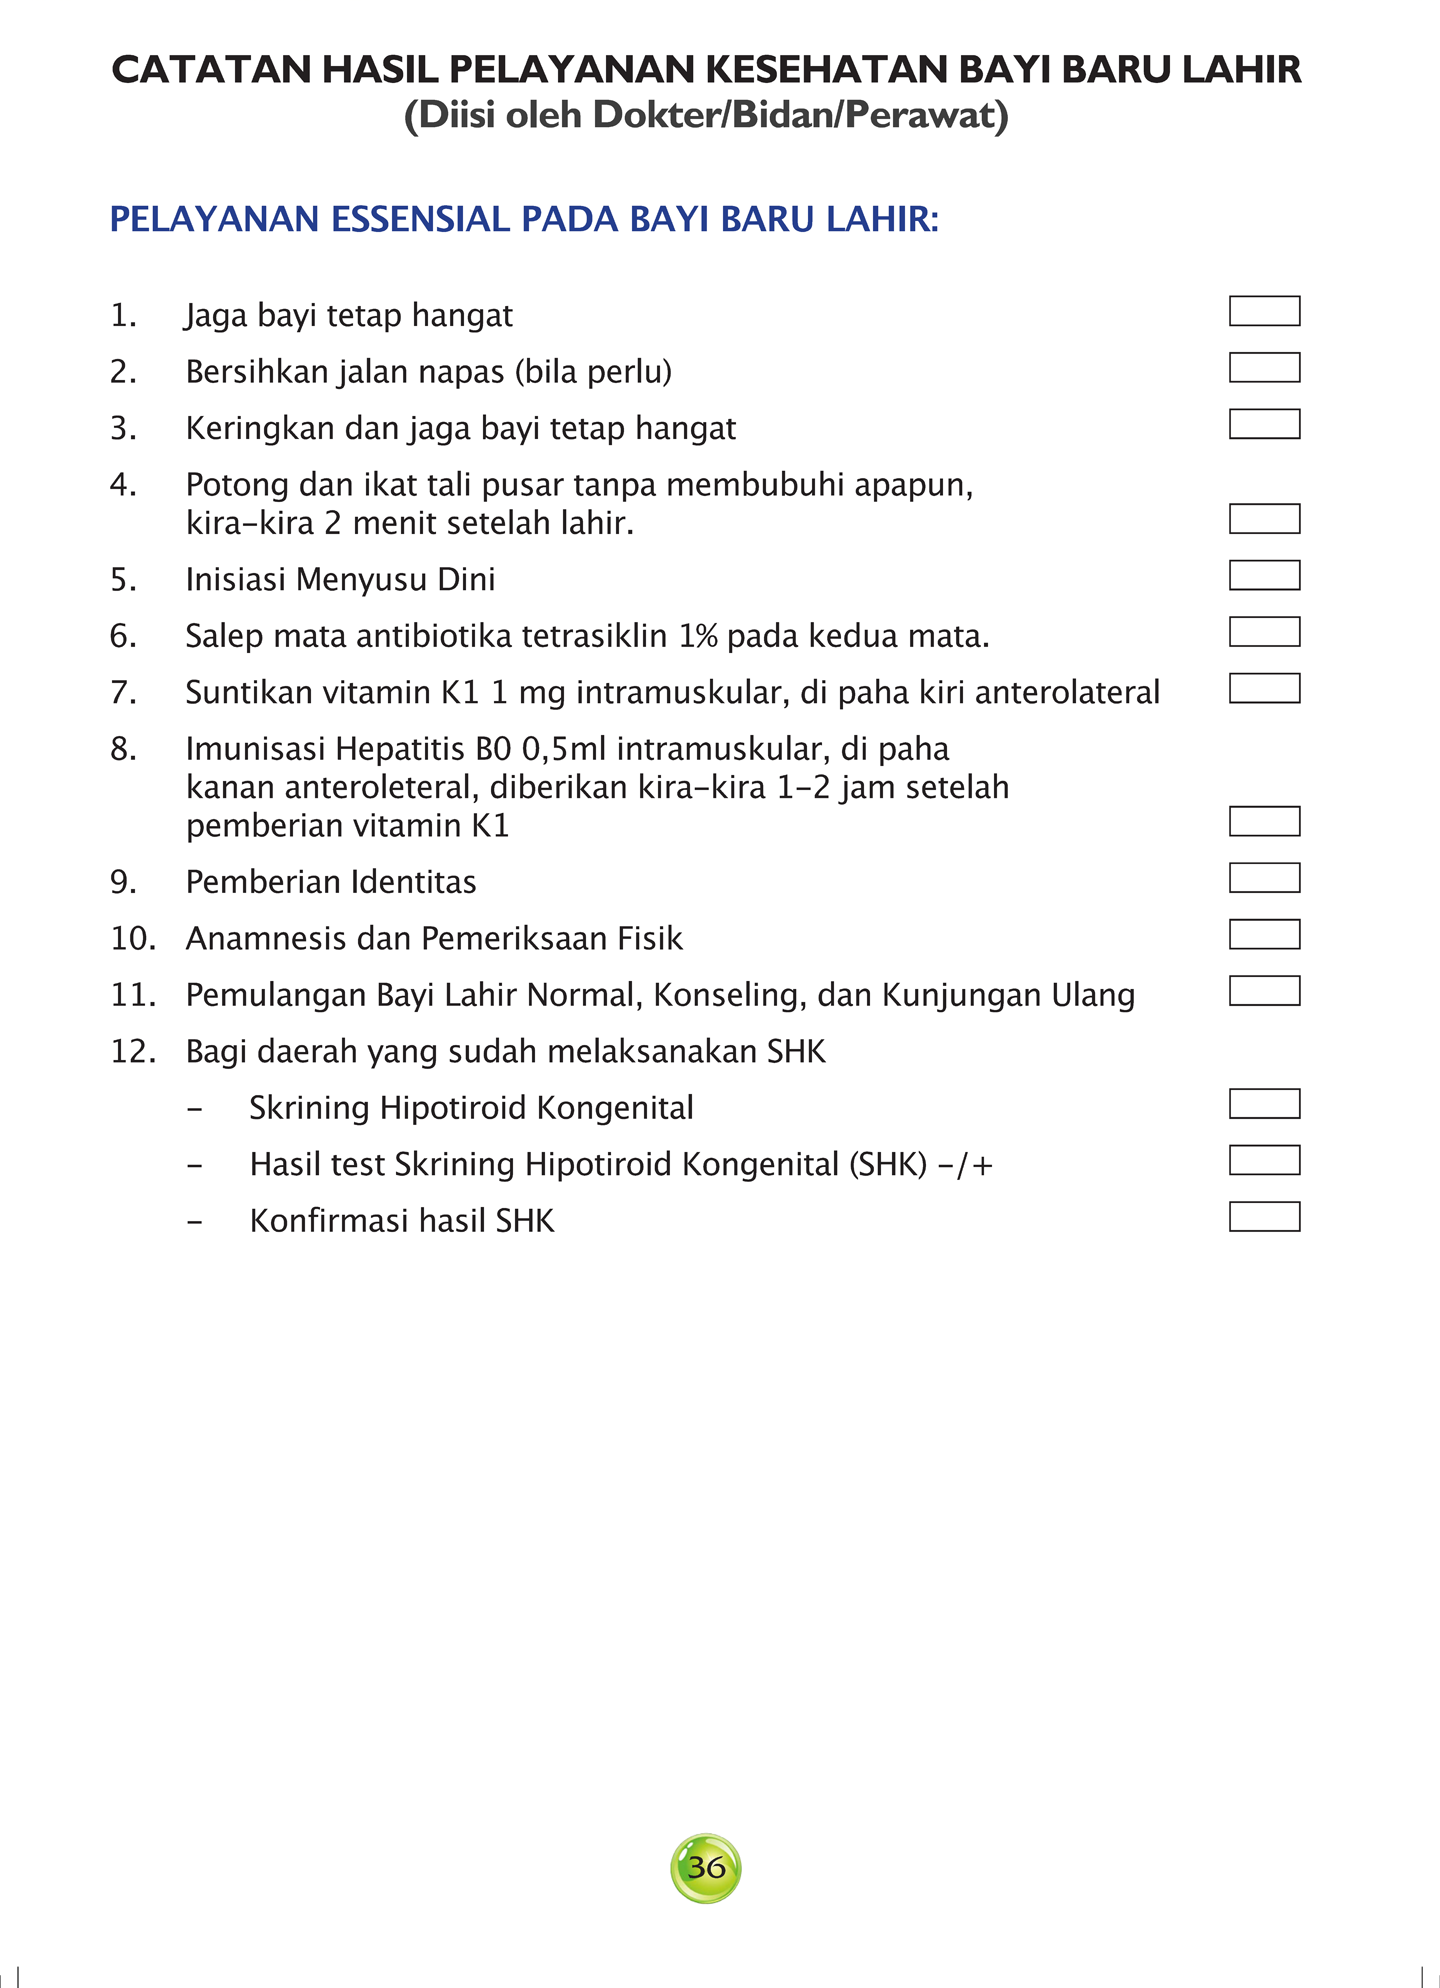 CATATAN HASIL PELAYANAN KESEHATAN BAYI BARU LAHIR
(Diisi oleh Dokter/Bidan/Perawat)
PELAYANAN ESSENSIAL PADA BAYI BARU LAHIR:
1. Jaga bayi tetap hangat
2. Bersihkan jalan napas (bila perlu)
3. Keringkan dan jaga bayi tetap hangat
4. Potong dan ikat tali pusar tanpa membubuhi apapun,
kira-kira 2 menit setelah lahir.
5. Inisiasi Menyusu Dini
6. Salep mata antibiotika tetrasiklin 1% pada kedua mata.
7. Suntikan vitamin K1 1 mg intramuskular, di paha kiri anterolateral
8. Imunisasi Hepatitis B0 0,5ml intramuskular, di paha
kanan anteroleteral, diberikan kira-kira 1-2 jam setelah
pemberian vitamin K1
9. Pemberian Identitas
10. Anamnesis dan Pemeriksaan Fisik
11. Pemulangan Bayi Lahir Normal, Konseling, dan Kunjungan Ulang
12. Bagi daerah yang sudah melaksanakan SHK
- Skrining Hipotiroid Kongenital
- Hasil test Skrining Hipotiroid Kongenital (SHK) -/+
- Konfirmasi hasil SHK
36